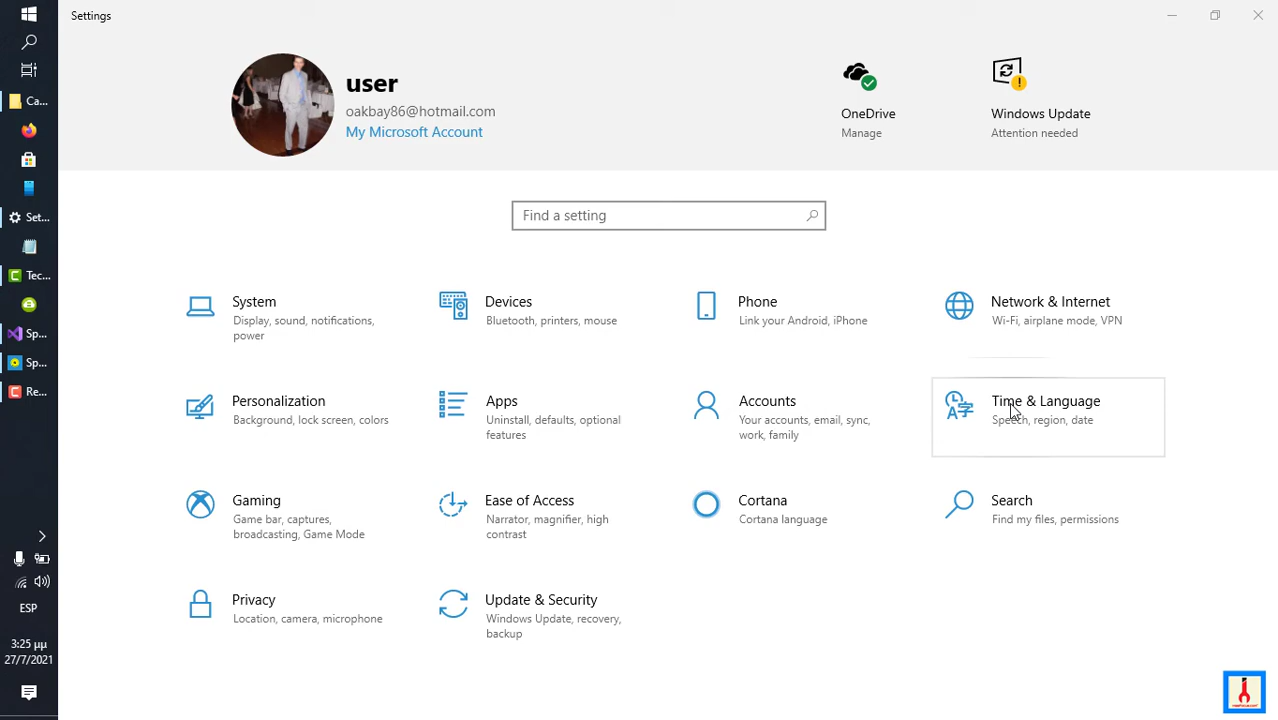 Settings
user
oakbay86@hotmail.com
My Microsoft Account
OneDrive
Manage
Windows Update
Attention needed
Find a setting
System
Display, sound, notifications,
power
Devices
Bluetooth, printers, mouse
Phone
Link your Android, iPhone
Network & Internet
Wi-Fi, airplane mode, VPN
Personalization
Background, lock screen, colors
Apps
Uninstall, defaults, optional
features
Accounts
Your accounts, email, sync,
work, family
Time & Language
Speech, region, date
Gaming
Game bar, captures,
broadcasting, Game Mode
Ease of Access
Narrator, magnifier, high
contrast
Cortana
Cortana language
Search
Find my files, permissions
Privacy
Location, camera, microphone
Update & Security
Windows Update, recovery,
backup
Ca...
Set...
Tec...
Sp...
Sp...
Re...
ESP
3:25 μμ
27/7/2021